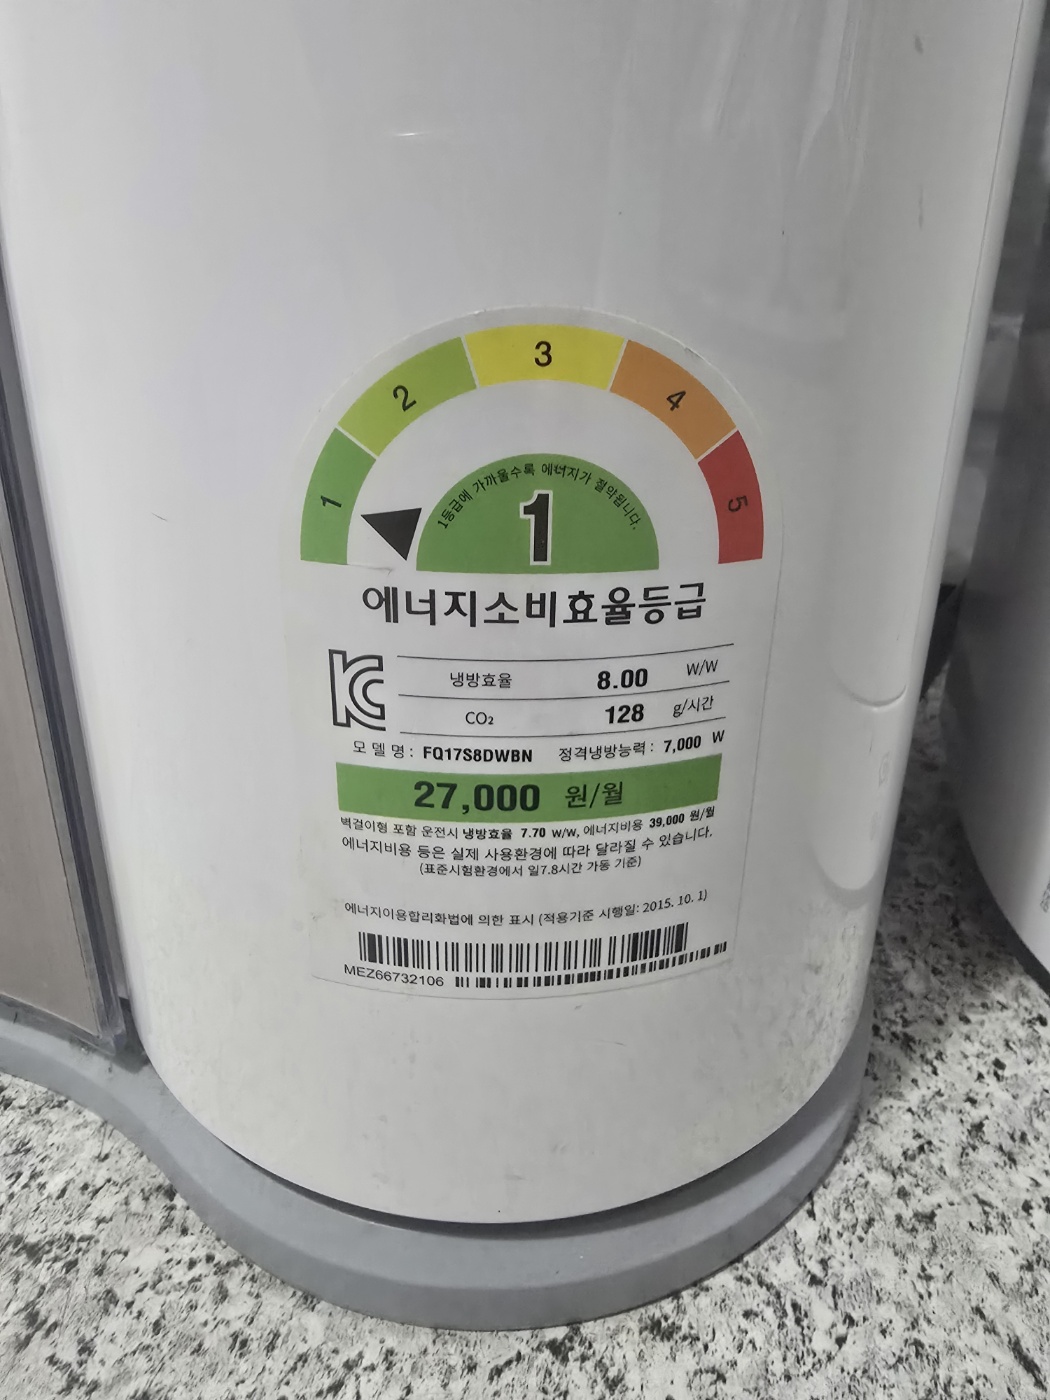 1 2 3 4 5
1등급에 가까울수록 에너지가 절약됩니다.
1
에너지소비효율등급
냉방효율 8.00 W/W
CO₂ 128 g/시간
모델명 : FQ17S8DWBN 정격냉방능력 : 7,000 W
27,000 원/월
벽걸이형 포함 운전시 냉방효율 7.70 w/w, 에너지비용 39,000 원/월
에너지비용 등은 실제 사용환경에 따라 달라질 수 있습니다.
(표준시험환경에서 일7.8시간 가동 기준)
에너지이용합리화법에 의한 표시 (적용기준 시행일: 2015. 10. 1)
MEZ66732106